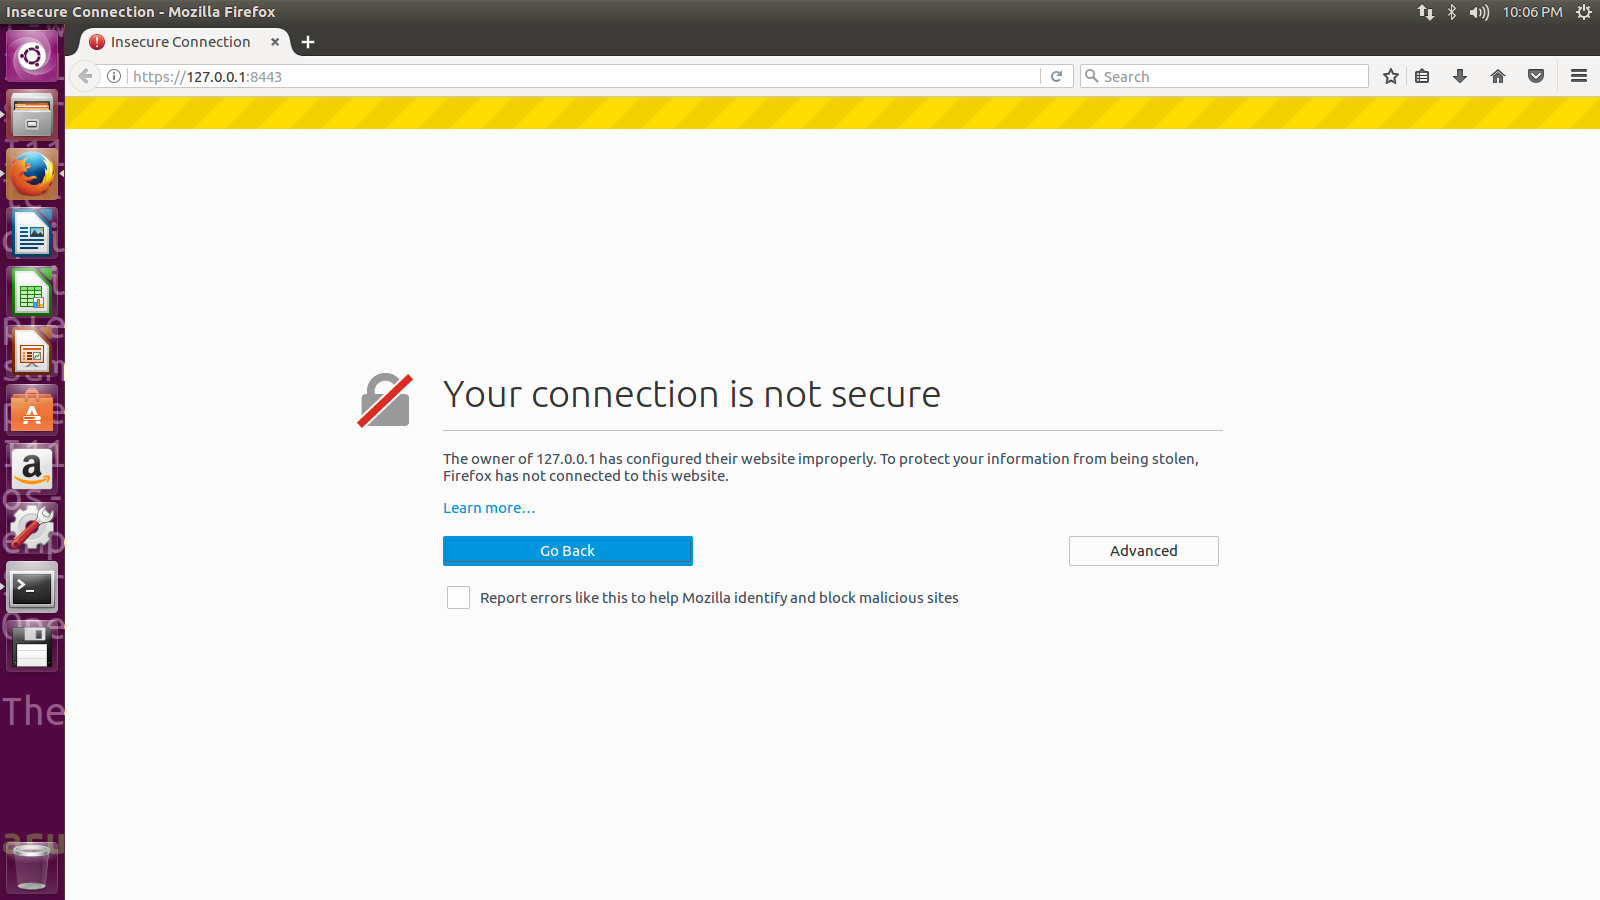 Insecure Connection - Mozilla Firefox
10:06 PM
Insecure Connection
https://127.0.0.1:8443
Search
Your connection is not secure
The owner of 127.0.0.1 has configured their website improperly. To protect your information from being stolen,
Firefox has not connected to this website.
Learn more…
Go Back
Advanced
Report errors like this to help Mozilla identify and block malicious sites
The